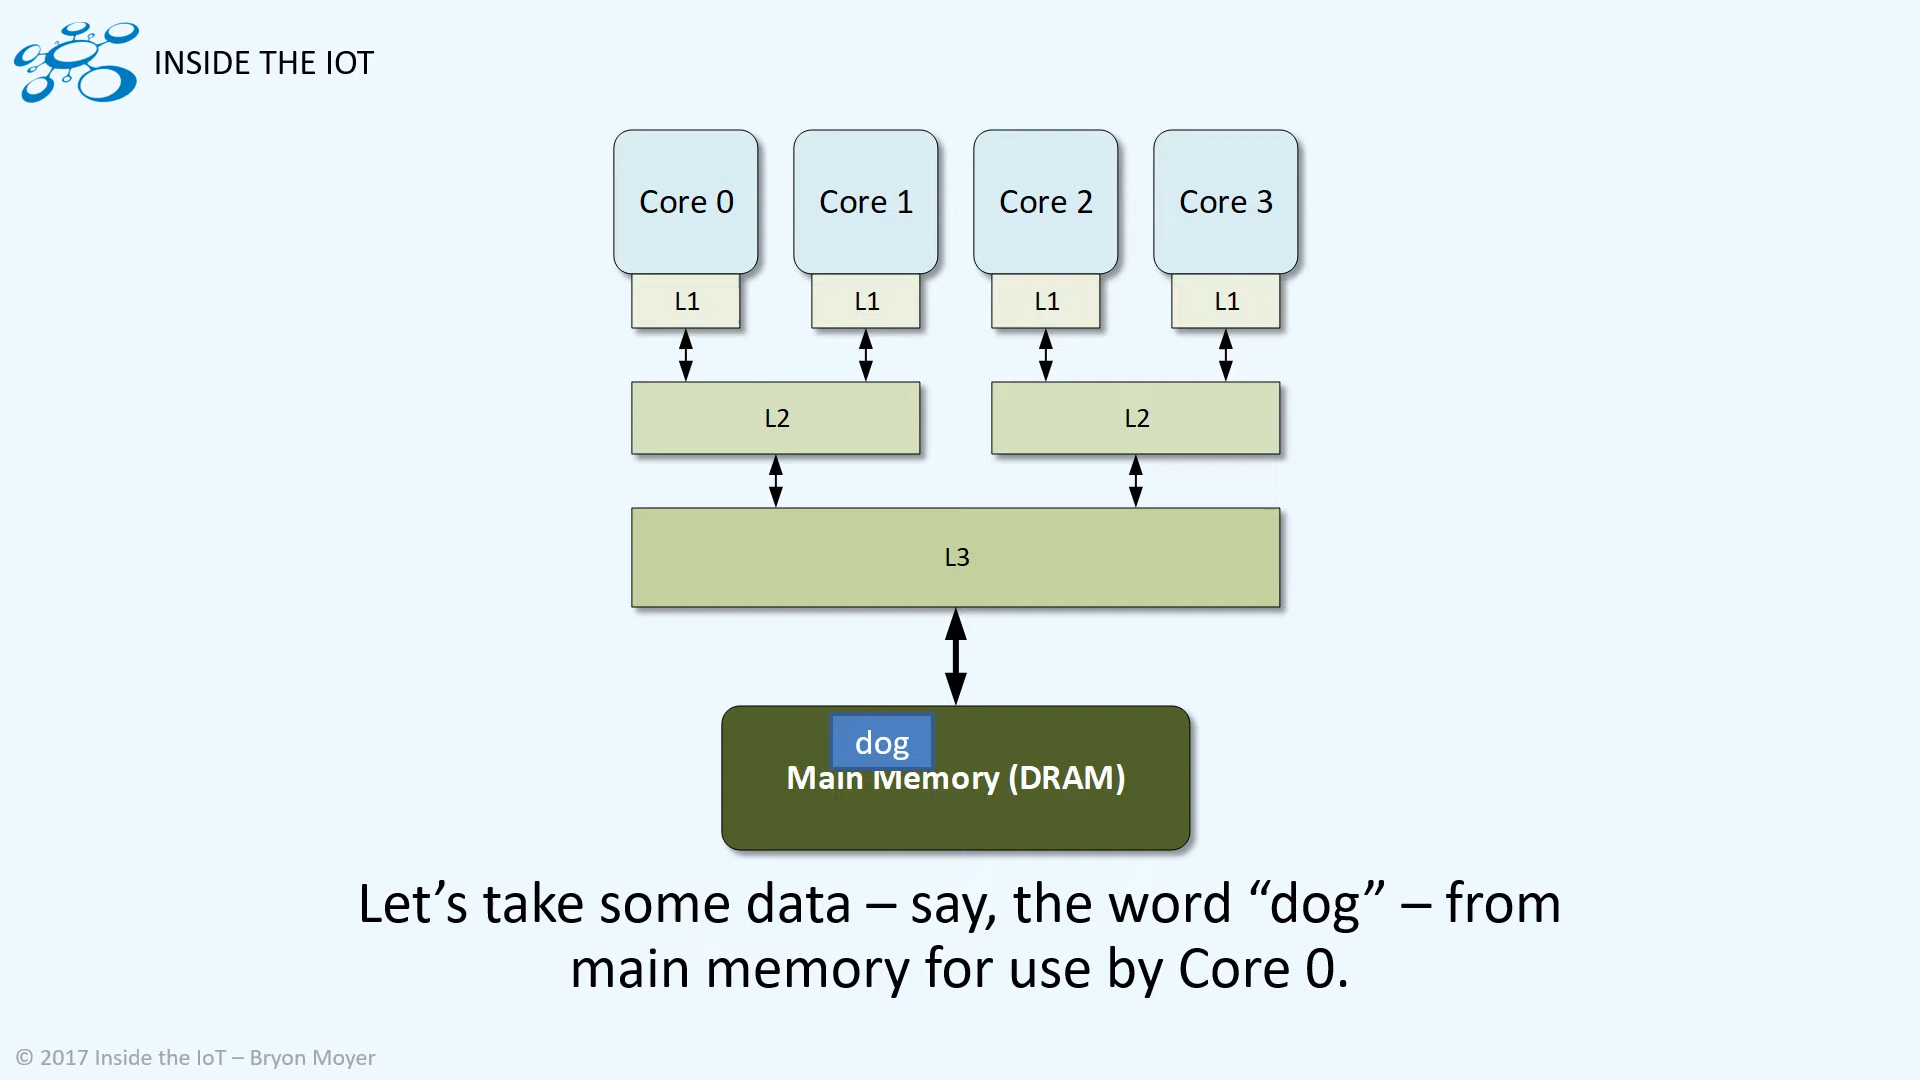 INSIDE THE IOT
Core 0
Core 1
Core 2
Core 3
L1
L1
L1
L1
L2
L2
L3
dog
Main Memory (DRAM)
Let’s take some data – say, the word “dog” – from
main memory for use by Core 0.
© 2017 Inside the IoT – Bryon Moyer